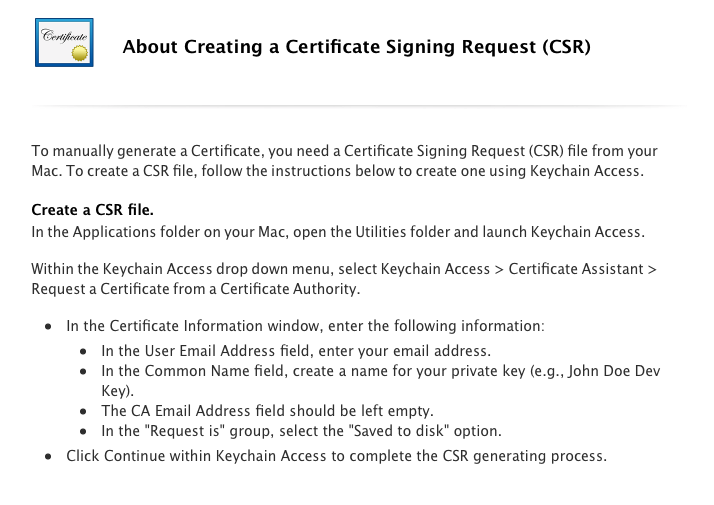 Certificate
About Creating a Certificate Signing Request (CSR)
To manually generate a Certificate, you need a Certificate Signing Request (CSR) file from your
Mac. To create a CSR file, follow the instructions below to create one using Keychain Access.
Create a CSR file.
In the Applications folder on your Mac, open the Utilities folder and launch Keychain Access.
Within the Keychain Access drop down menu, select Keychain Access > Certificate Assistant >
Request a Certificate from a Certificate Authority.
• In the Certificate Information window, enter the following information:
• In the User Email Address field, enter your email address.
• In the Common Name field, create a name for your private key (e.g., John Doe Dev
Key).
• The CA Email Address field should be left empty.
• In the "Request is" group, select the "Saved to disk" option.
• Click Continue within Keychain Access to complete the CSR generating process.